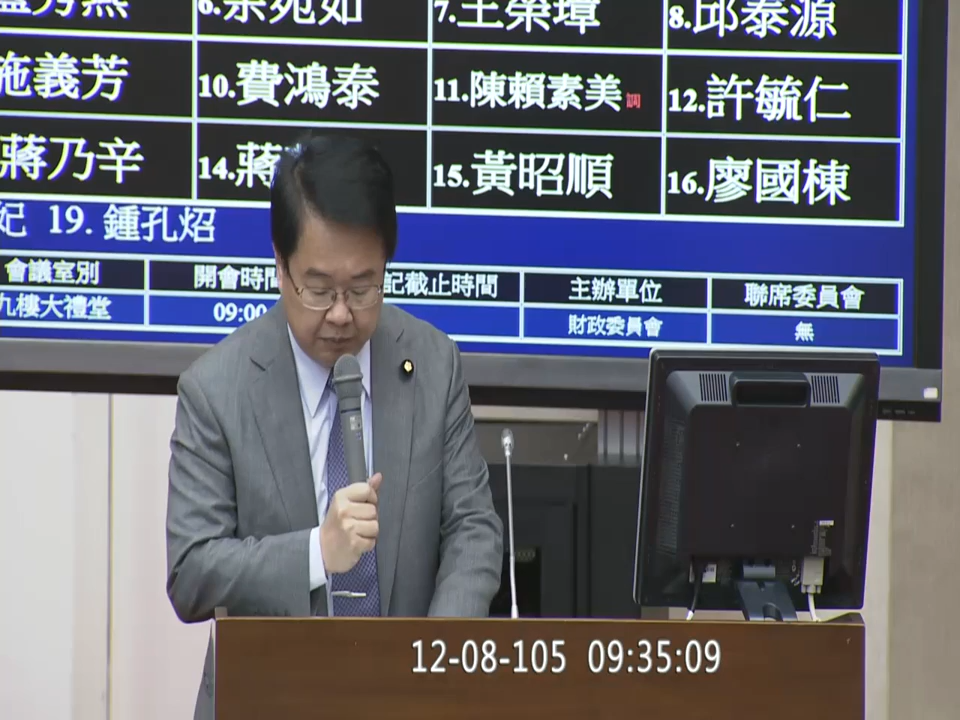 6.余宛如 7.王榮璋 8.邱泰源
施義芳 10.費鴻泰 11.陳賴素美 調 12.許毓仁
蔣乃辛 14.蔣 15.黃昭順 16.廖國棟
妃 19. 鍾孔炤
會議室別 開會時間 記截止時間 主辦單位 聯席委員會
九樓大禮堂 09:00 財政委員會 無
12-08-105 09:35:09